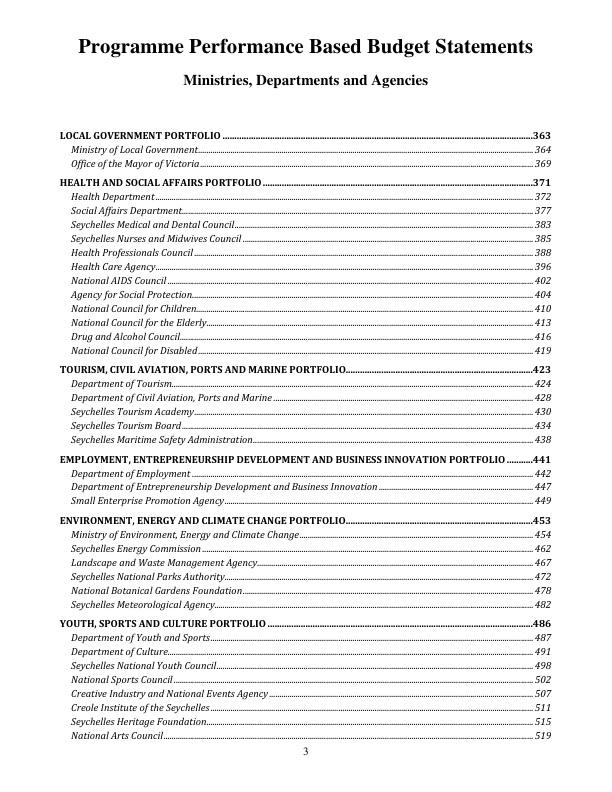 Programme Performance Based Budget Statements
Ministries, Departments and Agencies
LOCAL GOVERNMENT PORTFOLIO ... 363
Ministry of Local Government ... 364
Office of the Mayor of Victoria ... 369
HEALTH AND SOCIAL AFFAIRS PORTFOLIO ... 371
Health Department ... 372
Social Affairs Department ... 377
Seychelles Medical and Dental Council ... 383
Seychelles Nurses and Midwives Council ... 385
Health Professionals Council ... 388
Health Care Agency ... 396
National AIDS Council ... 402
Agency for Social Protection ... 404
National Council for Children ... 410
National Council for the Elderly ... 413
Drug and Alcohol Council ... 416
National Council for Disabled ... 419
TOURISM, CIVIL AVIATION, PORTS AND MARINE PORTFOLIO ... 423
Department of Tourism ... 424
Department of Civil Aviation, Ports and Marine ... 428
Seychelles Tourism Academy ... 430
Seychelles Tourism Board ... 434
Seychelles Maritime Safety Administration ... 438
EMPLOYMENT, ENTREPRENEURSHIP DEVELOPMENT AND BUSINESS INNOVATION PORTFOLIO ... 441
Department of Employment ... 442
Department of Entrepreneurship Development and Business Innovation ... 447
Small Enterprise Promotion Agency ... 449
ENVIRONMENT, ENERGY AND CLIMATE CHANGE PORTFOLIO ... 453
Ministry of Environment, Energy and Climate Change ... 454
Seychelles Energy Commission ... 462
Landscape and Waste Management Agency ... 467
Seychelles National Parks Authority ... 472
National Botanical Gardens Foundation ... 478
Seychelles Meteorological Agency ... 482
YOUTH, SPORTS AND CULTURE PORTFOLIO ... 486
Department of Youth and Sports ... 487
Department of Culture ... 491
Seychelles National Youth Council ... 498
National Sports Council ... 502
Creative Industry and National Events Agency ... 507
Creole Institute of the Seychelles ... 511
Seychelles Heritage Foundation ... 515
National Arts Council ... 519
3